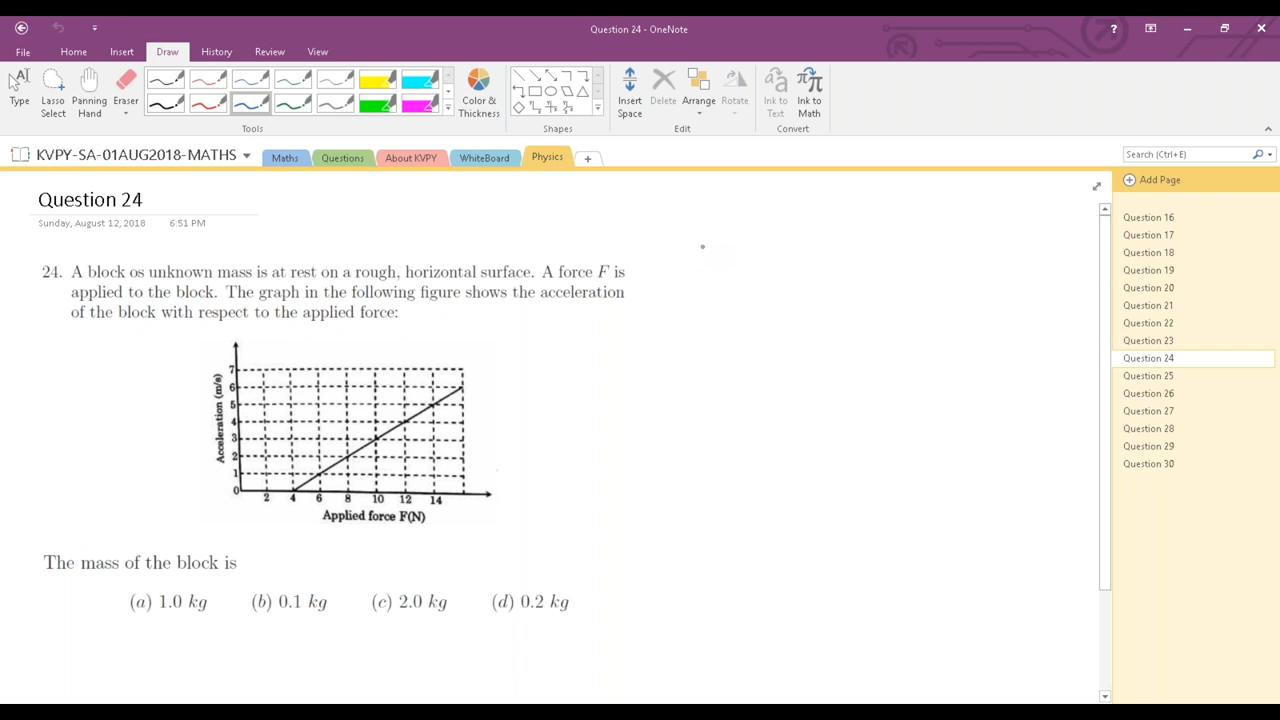 Question 24 - OneNote
?
File
Home
Insert
Draw
History
Review
View
Type
Lasso Select
Panning Hand
Eraser
Color & Thickness
Insert Space
Delete
Arrange
Rotate
Ink to Text
Ink to Math
Tools
Shapes
Edit
Convert
KVPY-SA-01AUG2018-MATHS
Maths
Questions
About KVPY
WhiteBoard
Physics
+
Search (Ctrl+E)
Add Page
Question 16
Question 17
Question 18
Question 19
Question 20
Question 21
Question 22
Question 23
Question 24
Question 25
Question 26
Question 27
Question 28
Question 29
Question 30
Question 24
Sunday, August 12, 2018 6:51 PM
24. A block os unknown mass is at rest on a rough, horizontal surface. A force F is
applied to the block. The graph in the following figure shows the acceleration
of the block with respect to the applied force:
Acceleration (m/s)
7
6
5
4
3
2
1
0
2 4 6 8 10 12 14
Applied force F(N)
The mass of the block is
(a) 1.0 kg (b) 0.1 kg (c) 2.0 kg (d) 0.2 kg